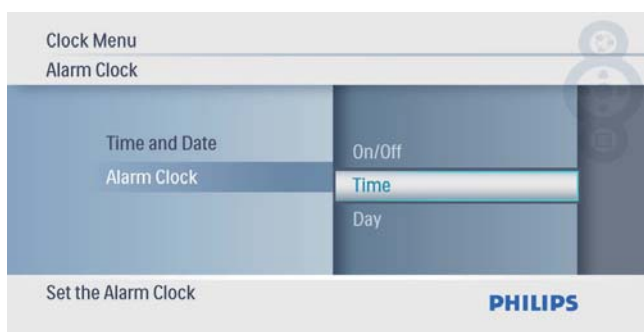 Clock Menu
Alarm Clock
Time and Date
Alarm Clock
On/Off
Time
Day
Set the Alarm Clock
PHILIPS